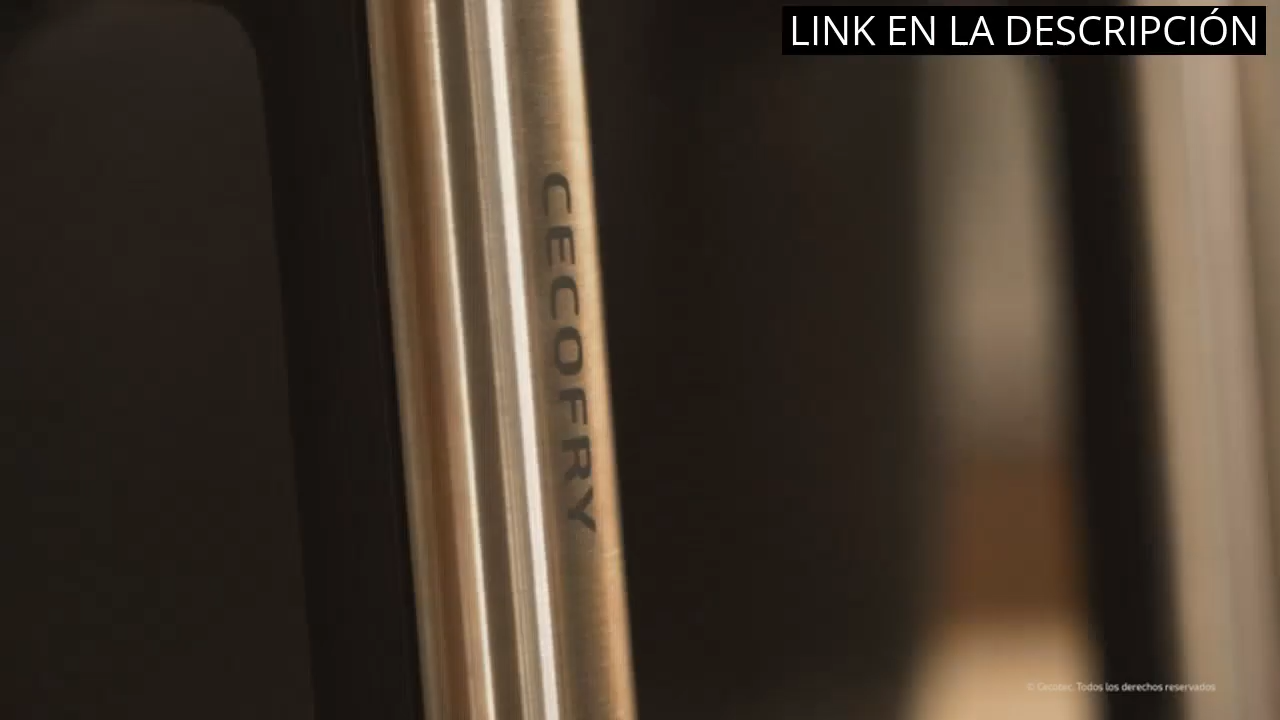 LINK EN LA DESCRIPCIÓN
CECOFRY
© Cecotec. Todos los derechos reservados